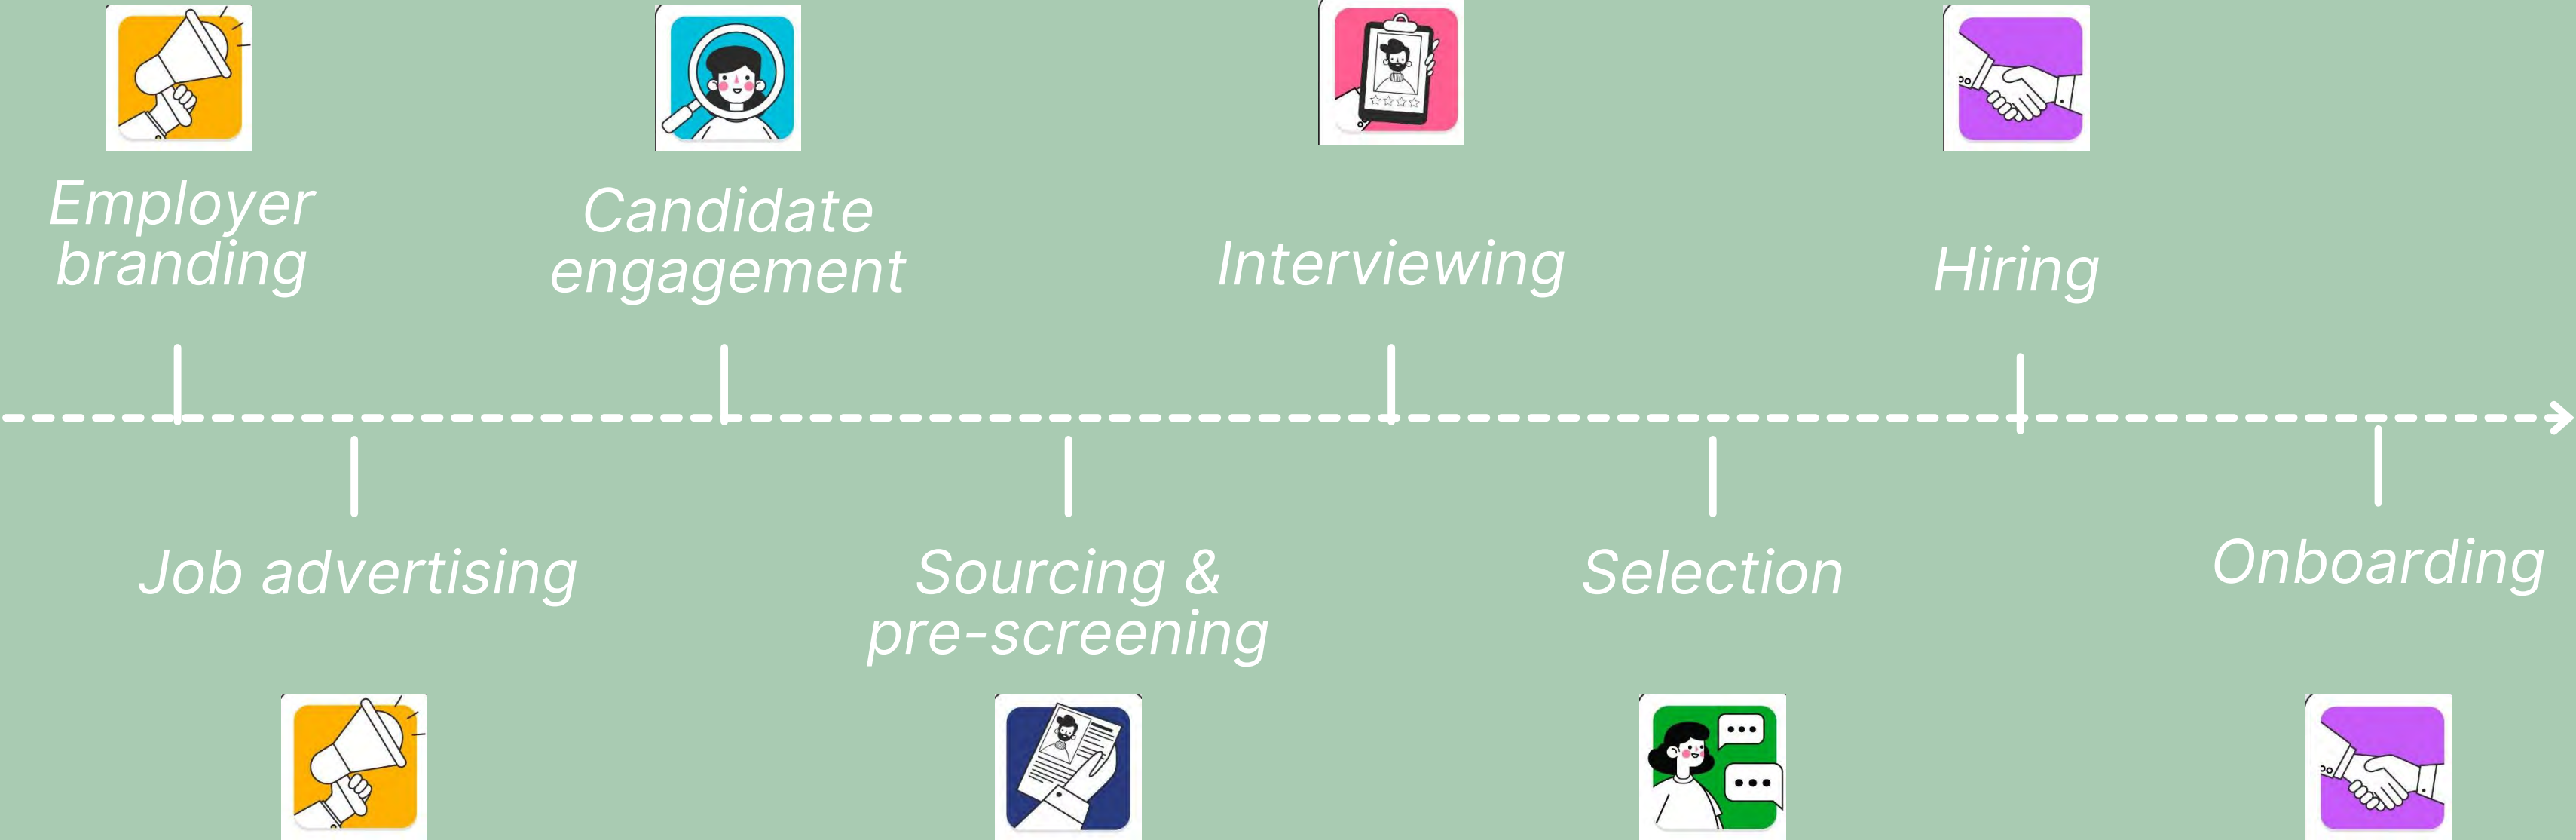 Employer
branding
Job advertising
Candidate
engagement
Sourcing &
pre-screening
Interviewing
Selection
Hiring
Onboarding